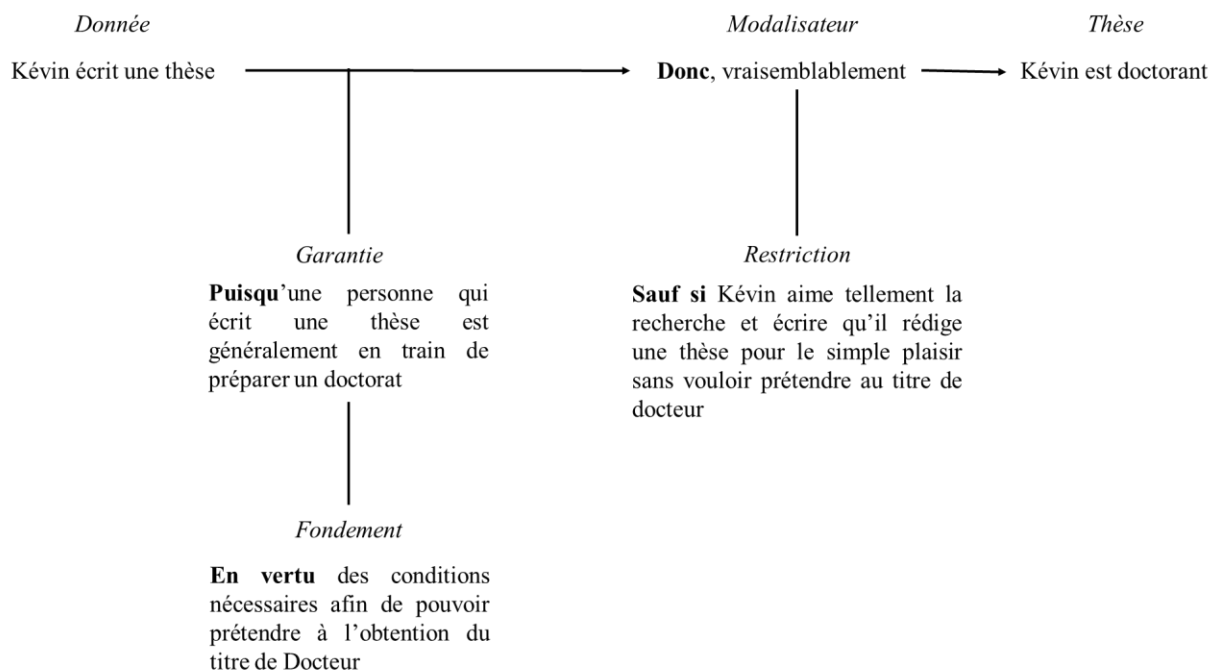 Donnée
Modalisateur
Thèse
Kévin écrit une thèse
Donc, vraisemblablement
Kévin est doctorant
Garantie
Puisqu’une personne qui
écrit une thèse est
généralement en train de
préparer un doctorat
Restriction
Sauf si Kévin aime tellement la
recherche et écrire qu’il rédige
une thèse pour le simple plaisir
sans vouloir prétendre au titre de
docteur
Fondement
En vertu des conditions
nécessaires afin de pouvoir
prétendre à l’obtention du
titre de Docteur